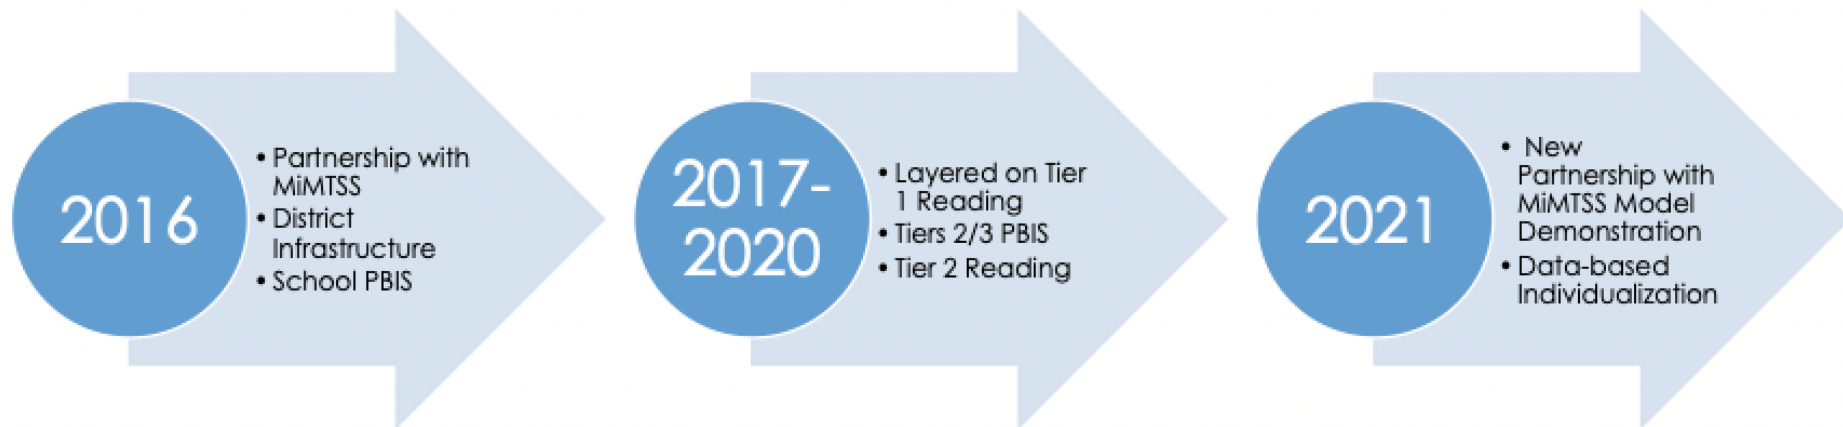 2016
• Partnership with
MiMTSS
• District
Infrastructure
• School PBIS
2017-
2020
• Layered on Tier
1 Reading
• Tiers 2/3 PBIS
• Tier 2 Reading
2021
• New
Partnership with
MiMTSS Model
Demonstration
• Data-based
Individualization